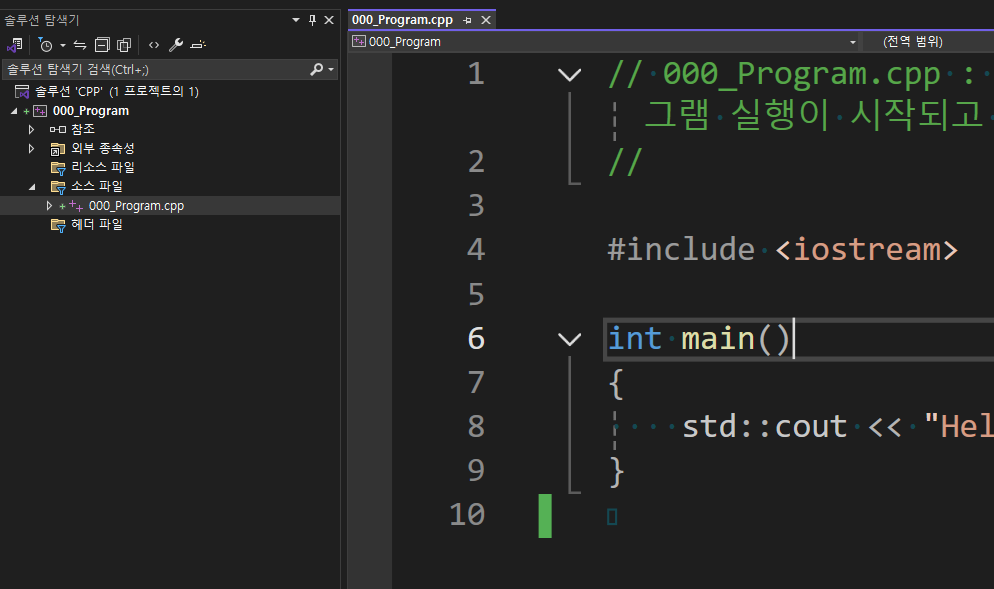 솔루션 탐색기
솔루션 탐색기 검색(Ctrl+;)
솔루션 'CPP' (1 프로젝트의 1)
000_Program
참조
외부 종속성
리소스 파일
소스 파일
000_Program.cpp
헤더 파일
000_Program.cpp
000_Program (전역 범위)
1 // 000_Program.cpp :
그램 실행이 시작되고
2 //
3
4 #include <iostream>
5
6 int main()
7 {
8 std::cout << "Hel
9 }
10